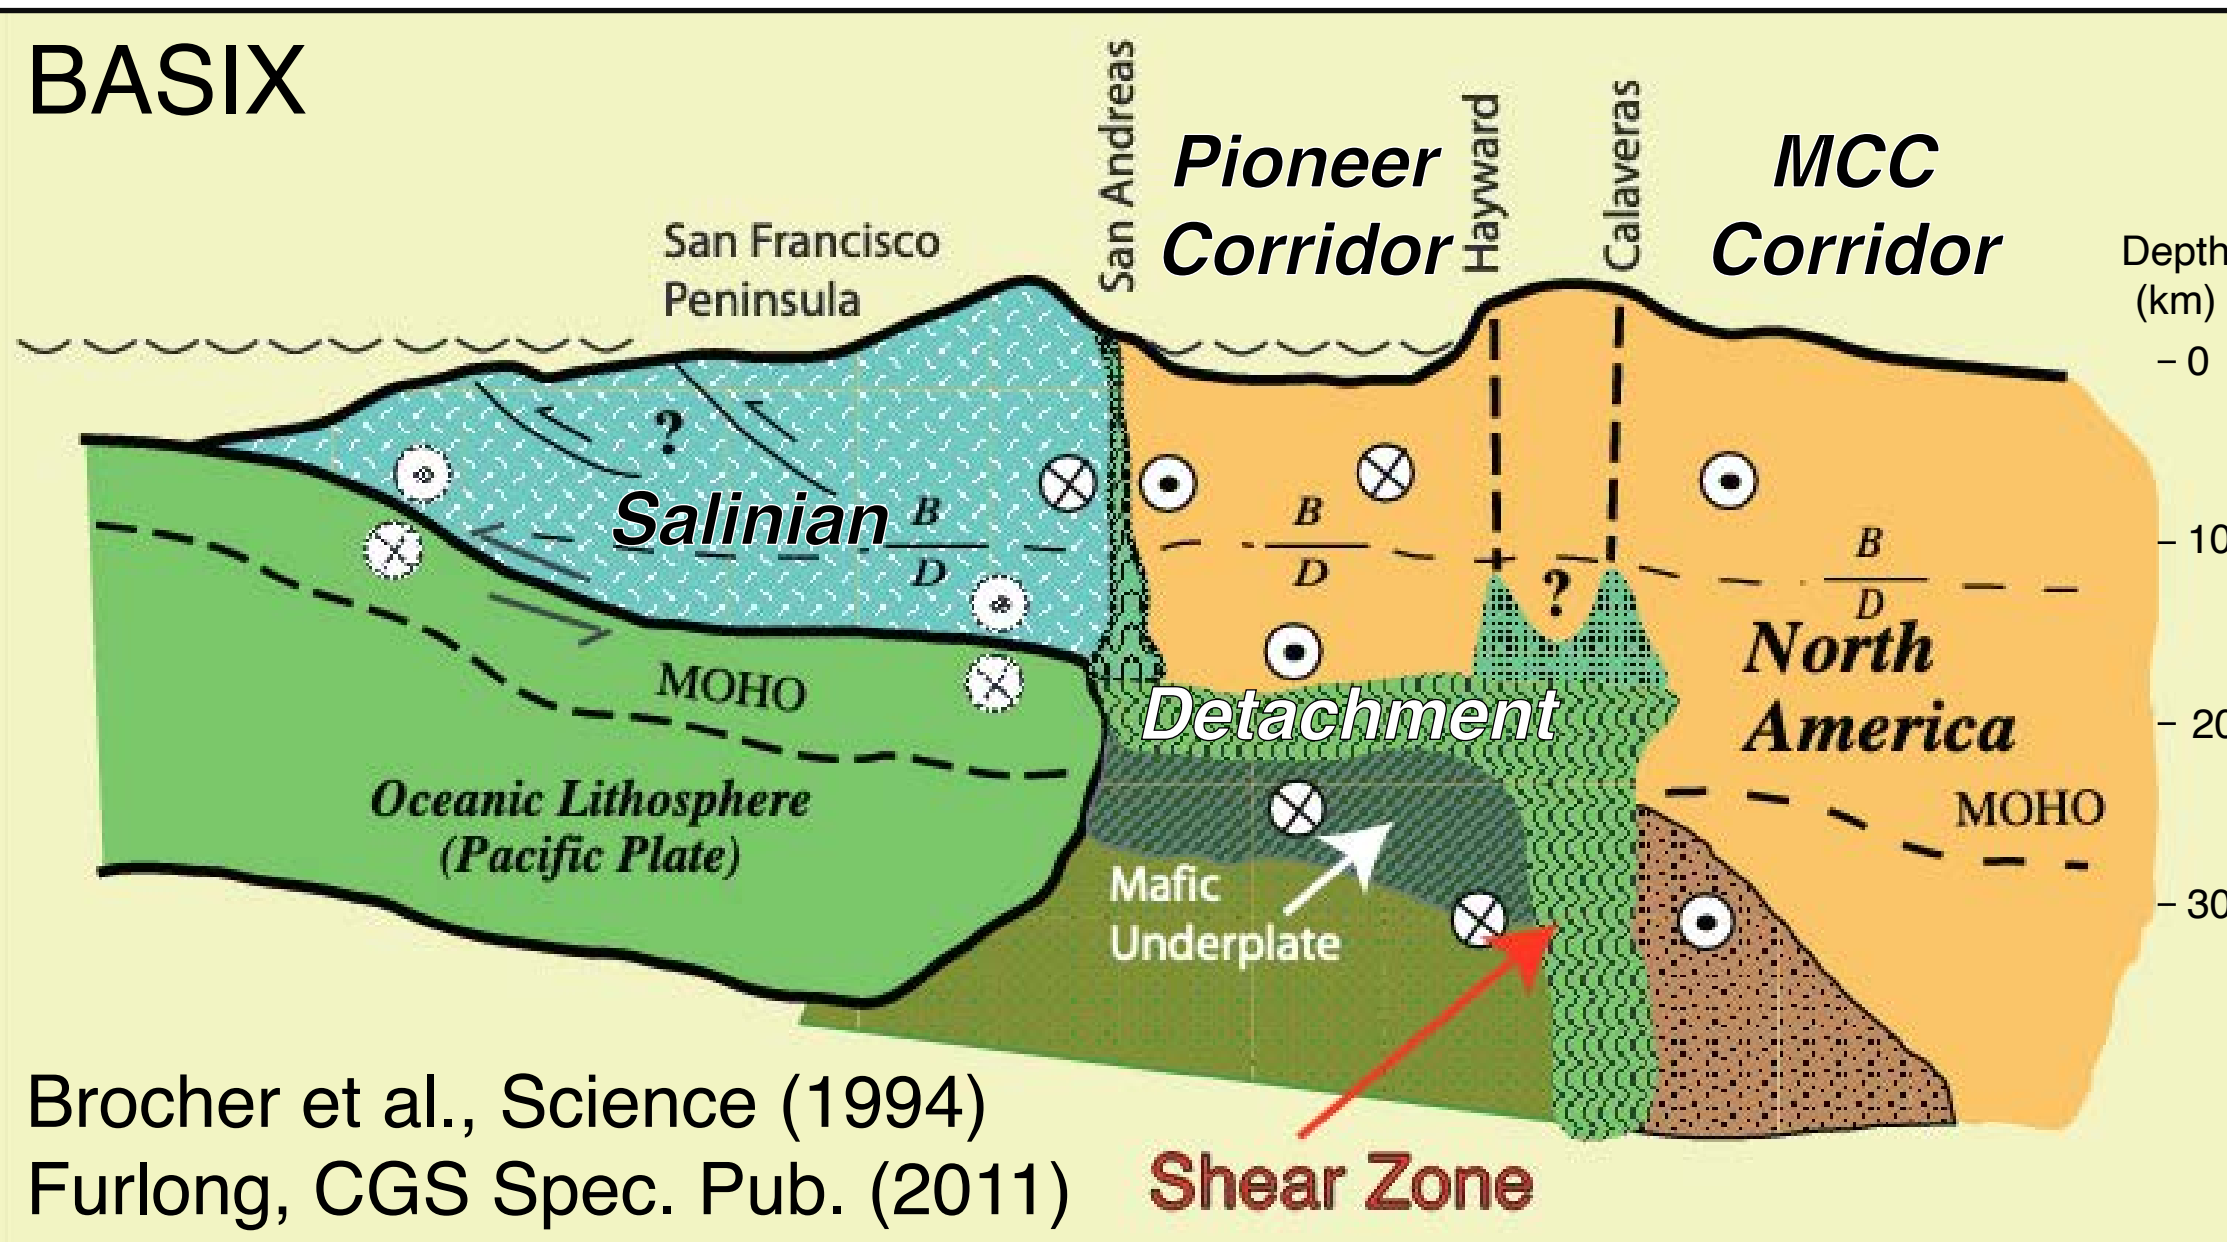 BASIX
San Andreas
Pioneer
Corridor
Hayward
Calaveras
MCC
Corridor
San Francisco
Peninsula
Depth
(km)
– 0
?
Salinian
B
D
B
D
?
B
D
– 10
North
America
MOHO
Detachment
– 20
MOHO
Oceanic Lithosphere
(Pacific Plate)
Mafic
Underplate
– 30
Brocher et al., Science (1994)
Furlong, CGS Spec. Pub. (2011)
Shear Zone